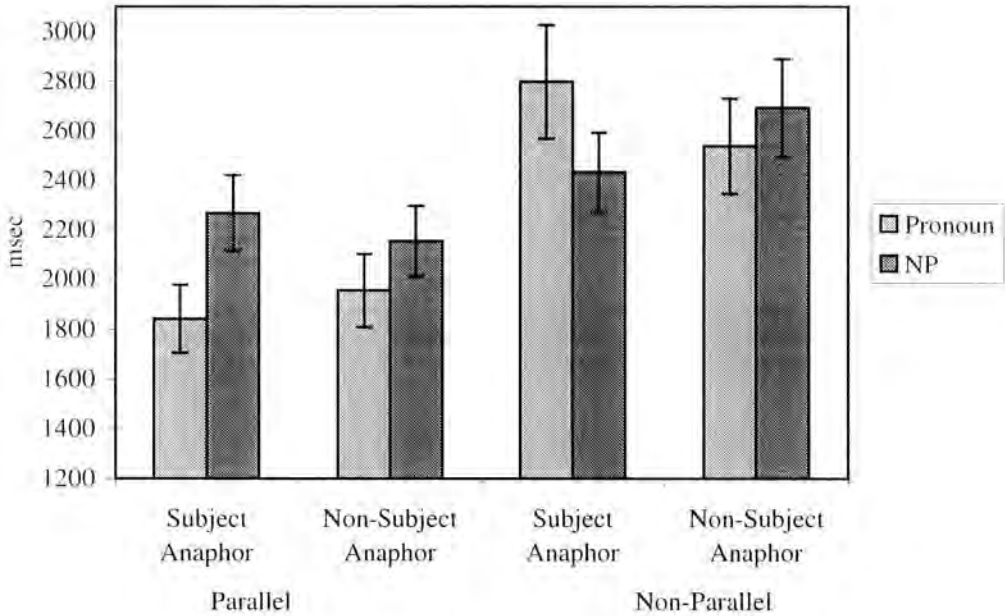 3000
2800
2600
2400
2200
2000
1800
1600
1400
1200
msec
Subject Anaphor
Non-Subject Anaphor
Subject Anaphor
Non-Subject Anaphor
Parallel
Non-Parallel
Pronoun
NP